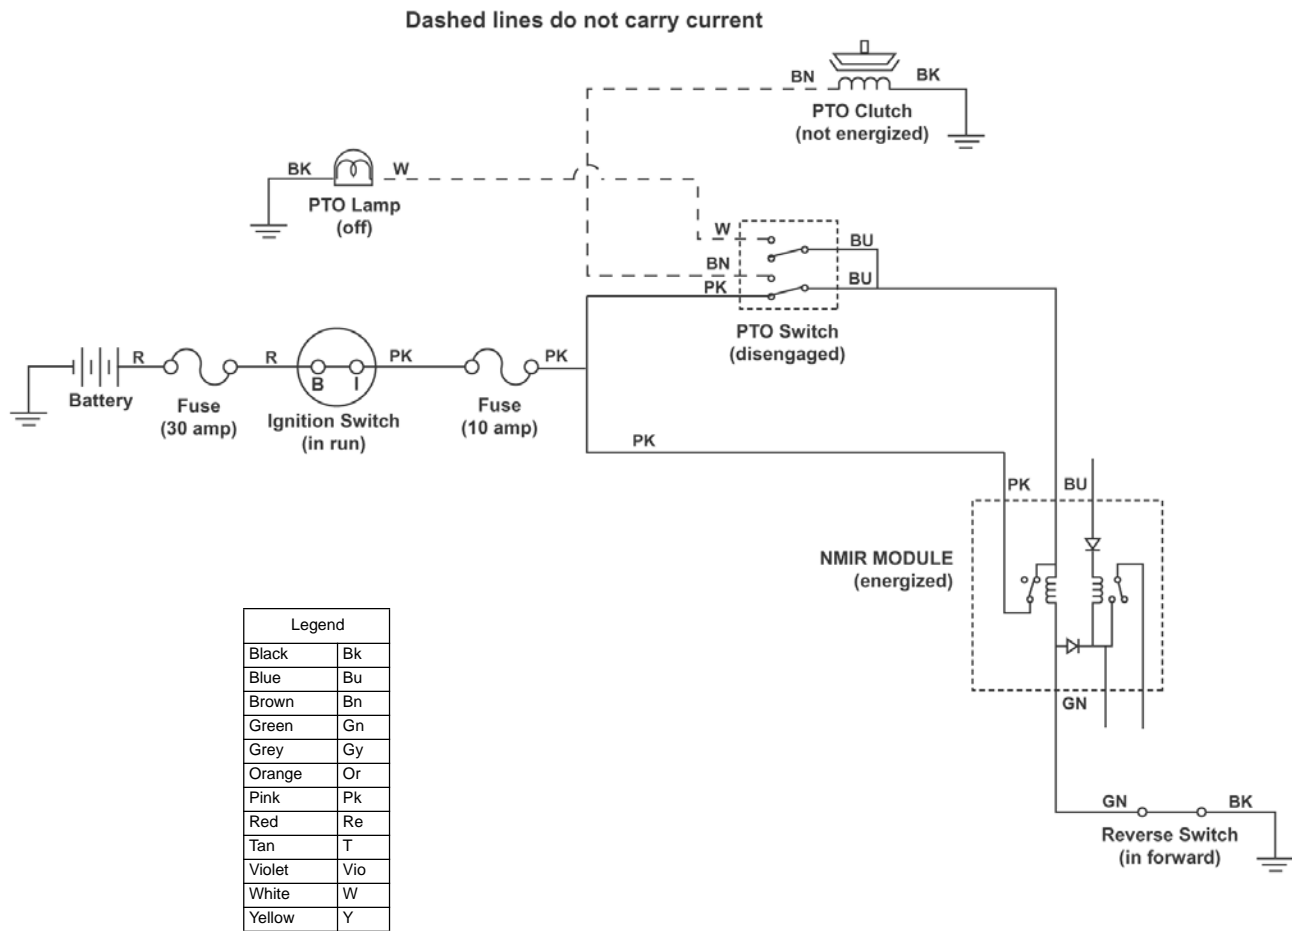 Dashed lines do not carry current
BN
BK
PTO Clutch
(not energized)
BK
W
PTO Lamp
(off)
W
BU
BN
BU
PK
PTO Switch
(disengaged)
R
R
PK
PK
B
I
Battery
Fuse
(30 amp)
Ignition Switch
(in run)
Fuse
(10 amp)
PK
PK
BU
NMIR MODULE
(energized)
GN
GN
BK
Reverse Switch
(in forward)
Legend
Black Bk
Blue Bu
Brown Bn
Green Gn
Grey Gy
Orange Or
Pink Pk
Red Re
Tan T
Violet Vio
White W
Yellow Y